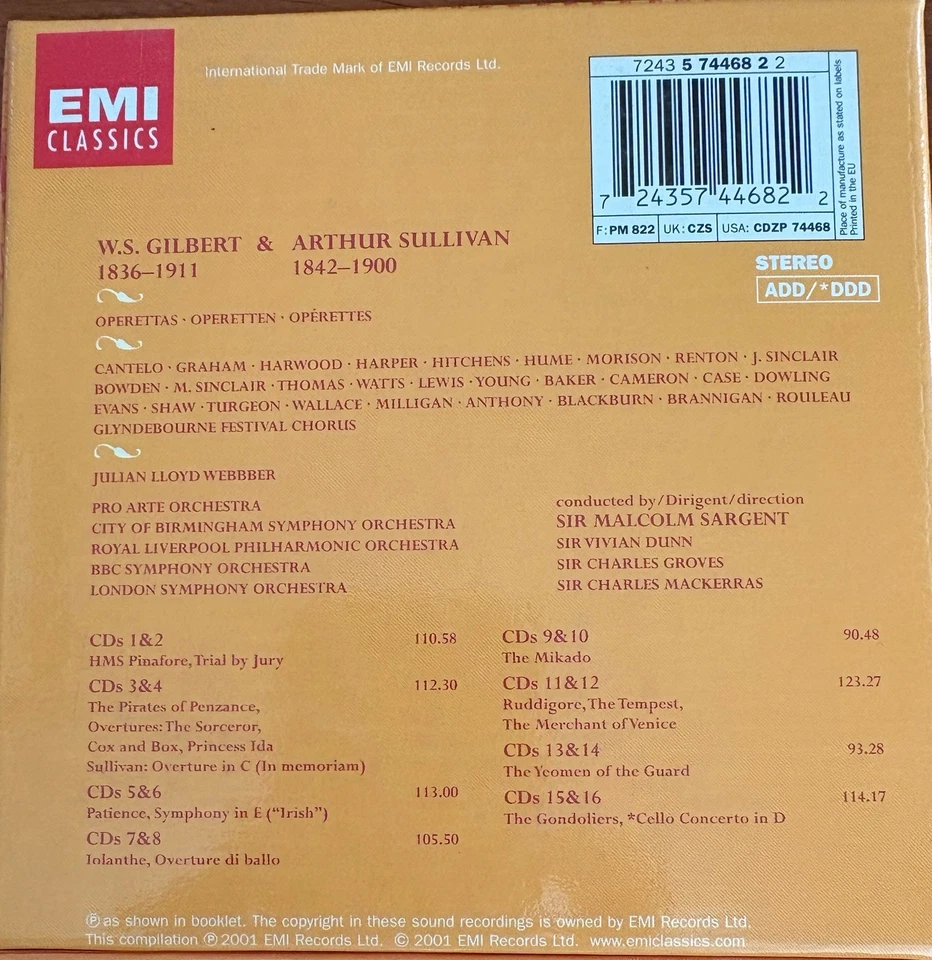 EMI
CLASSICS
International Trade Mark of EMI Records Ltd.
7243 5 74468 2 2
7 24357 44682 2
F: PM 822 UK: CZS USA: CDZP 74468
Place of manufacture as stated on labels
Printed in the EU
W.S. GILBERT & ARTHUR SULLIVAN
1836–1911 1842–1900
STEREO
ADD/*DDD
OPERETTAS · OPERETTEN · OPÉRETTES
CANTELO · GRAHAM · HARWOOD · HARPER · HITCHENS · HUME · MORISON · RENTON · J. SINCLAIR
BOWDEN · M. SINCLAIR · THOMAS · WATTS · LEWIS · YOUNG · BAKER · CAMERON · CASE · DOWLING
EVANS · SHAW · TURGEON · WALLACE · MILLIGAN · ANTHONY · BLACKBURN · BRANNIGAN · ROULEAU
GLYNDEBOURNE FESTIVAL CHORUS
JULIAN LLOYD WEBBBER
PRO ARTE ORCHESTRA
CITY OF BIRMINGHAM SYMPHONY ORCHESTRA
ROYAL LIVERPOOL PHILHARMONIC ORCHESTRA
BBC SYMPHONY ORCHESTRA
LONDON SYMPHONY ORCHESTRA
conducted by/Dirigent/direction
SIR MALCOLM SARGENT
SIR VIVIAN DUNN
SIR CHARLES GROVES
SIR CHARLES MACKERRAS
CDs 1&2 110.58
HMS Pinafore, Trial by Jury
CDs 3&4 112.30
The Pirates of Penzance,
Overtures: The Sorcerer,
Cox and Box, Princess Ida
Sullivan: Overture in C (In memoriam)
CDs 5&6 113.00
Patience, Symphony in E ("Irish")
CDs 7&8 105.50
Iolanthe, Overture di ballo
CDs 9&10 90.48
The Mikado
CDs 11&12 123.27
Ruddigore, The Tempest,
The Merchant of Venice
CDs 13&14 93.28
The Yeomen of the Guard
CDs 15&16 114.17
The Gondoliers, *Cello Concerto in D
℗ as shown in booklet. The copyright in these sound recordings is owned by EMI Records Ltd.
This compilation ℗ 2001 EMI Records Ltd. © 2001 EMI Records Ltd. www.emiclassics.com